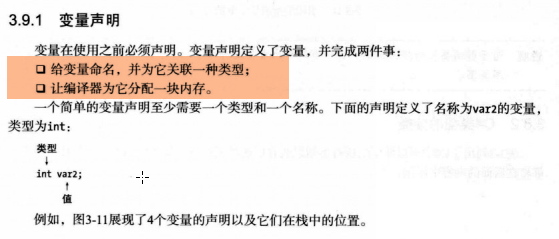 3.9.1 变量声明
变量在使用之前必须声明。变量声明定义了变量，并完成两件事：
❑ 给变量命名，并为它关联一种类型；
❑ 让编译器为它分配一块内存。
一个简单的变量声明至少需要一个类型和一个名称。下面的声明定义了名称为var2的变量，
类型为int：
类型
↓
int var2;
↑
值
例如，图3-11展现了4个变量的声明以及它们在栈中的位置。